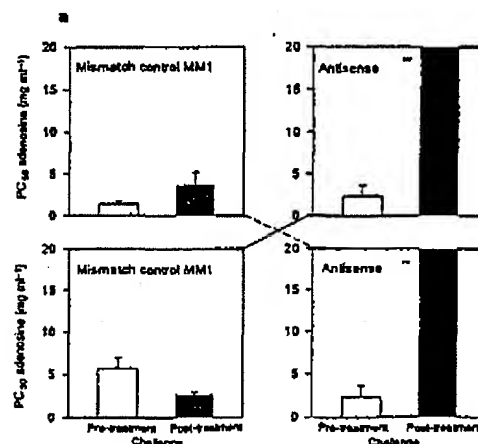 a
20
15
10
5
0
PC50 adenosine (mg ml-1)
Mismatch control MM1
20
15
10
5
0
Antisense **
20
15
10
5
0
PC50 adenosine (mg ml-1)
Mismatch control MM1
Pre-treatment Post-treatment
Challenge
20
15
10
5
0
Antisense **
Pre-treatment Post-treatment
Challenge